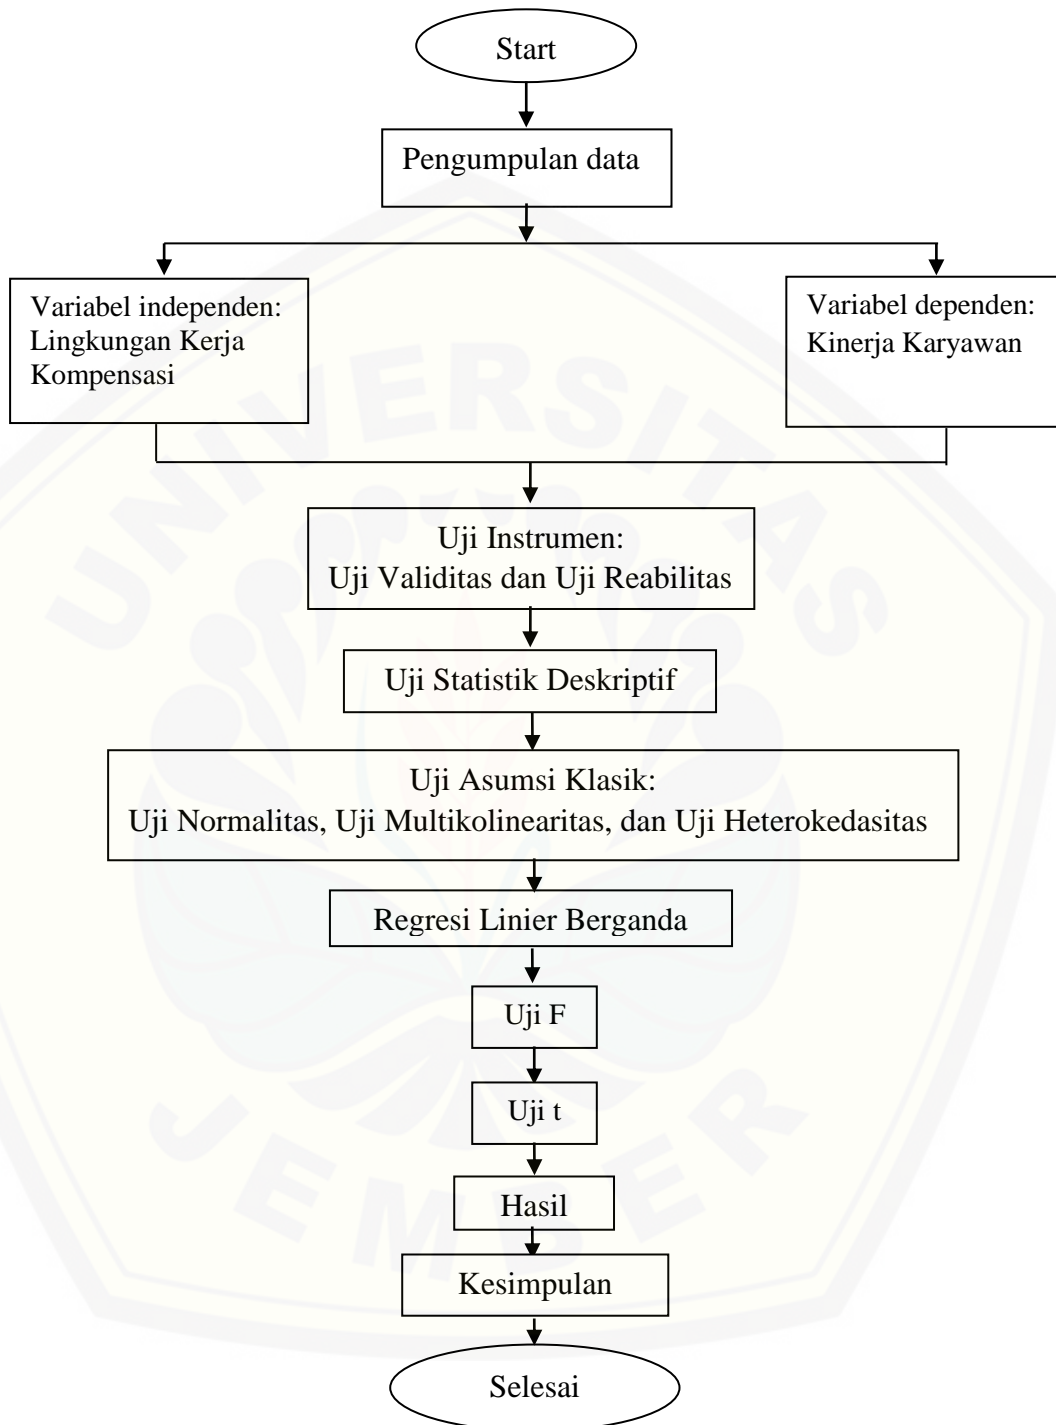 Start
Pengumpulan data
Variabel independen:
Lingkungan Kerja
Kompensasi
Variabel dependen:
Kinerja Karyawan
Uji Instrumen:
Uji Validitas dan Uji Reabilitas
Uji Statistik Deskriptif
Uji Asumsi Klasik:
Uji Normalitas, Uji Multikolinearitas, dan Uji Heterokedasitas
Regresi Linier Berganda
Uji F
Uji t
Hasil
Kesimpulan
Selesai
UNIVERSITAS
JEMBER